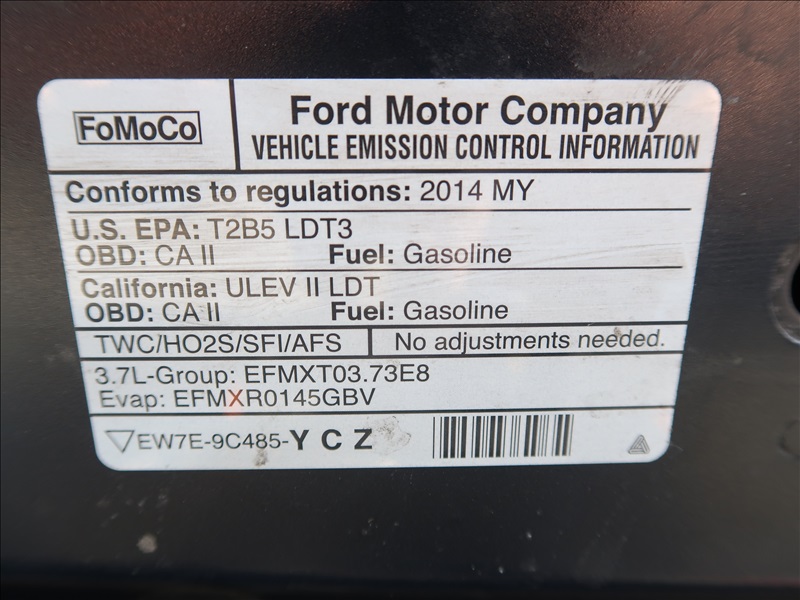 FoMoCo
Ford Motor Company
VEHICLE EMISSION CONTROL INFORMATION
Conforms to regulations: 2014 MY
U.S. EPA: T2B5 LDT3
OBD: CA II Fuel: Gasoline
California: ULEV II LDT
OBD: CA II Fuel: Gasoline
TWC/HO2S/SFI/AFS No adjustments needed.
3.7L-Group: EFMXT03.73E8
Evap: EFMXR0145GBV
EW7E-9C485-Y C Z